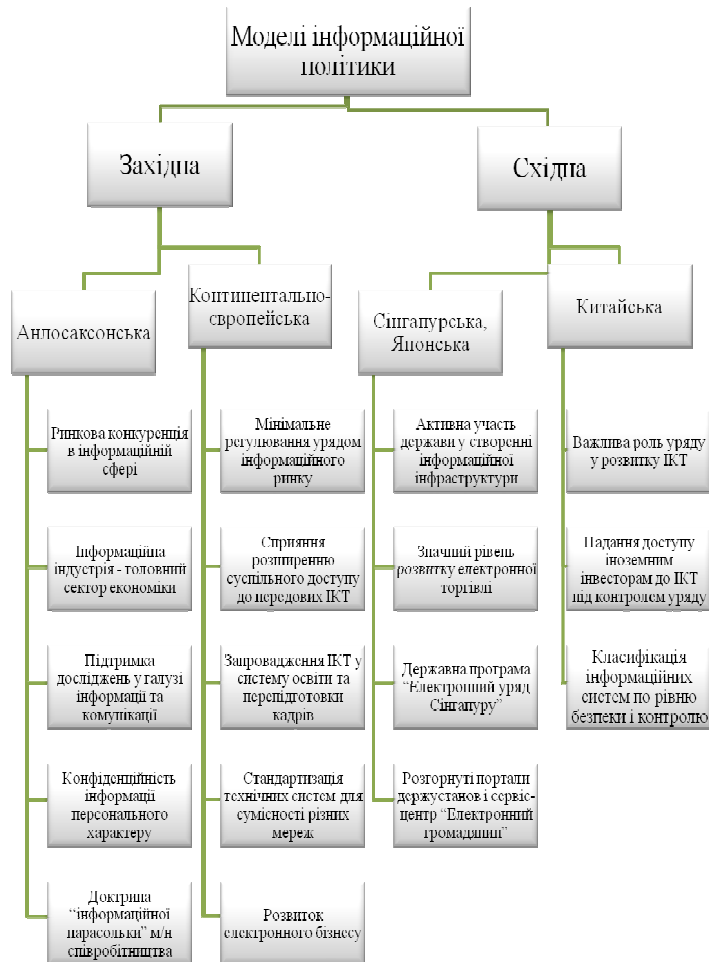 Моделі інформаційної
політики
Західна
Східна
Анлосаксонська
Континентально-
європейська
Сінгапурська,
Японська
Китайська
Ринкова конкуренція
в інформаційній
сфері
Інформаційна
індустрія - головний
сектор економіки
Підтримка
досліджень у галузі
інформації та
комунікації
Конфіденційність
інформації
персонального
характеру
Доктрина
“інформаційної
парасольки” м/н
співробітництва
Мінімальне
регулювання урядом
інформаційного
ринку
Сприяння
розширенню
суспільного доступу
до передових ІКТ
Запровадження ІКТ у
систему освіти та
перепідготовки
кадрів
Стандартизація
технічних систем для
сумісності різних
мереж
Розвиток
електронного бізнесу
Активна участь
держави у створенні
інформаційної
інфраструктури
Значний рівень
розвитку електронної
торгівлі
Державна програма
“Електронний уряд
Сінгапуру”
Розгорнуті портали
держустанов і сервіс-
центр “Електронний
громадянин”
Важлива роль уряду
у розвитку ІКТ
Надання доступу
іноземним
інвесторам до ІКТ
під контролем уряду
Класифікація
інформаційних
систем по рівню
безпеки і контролю